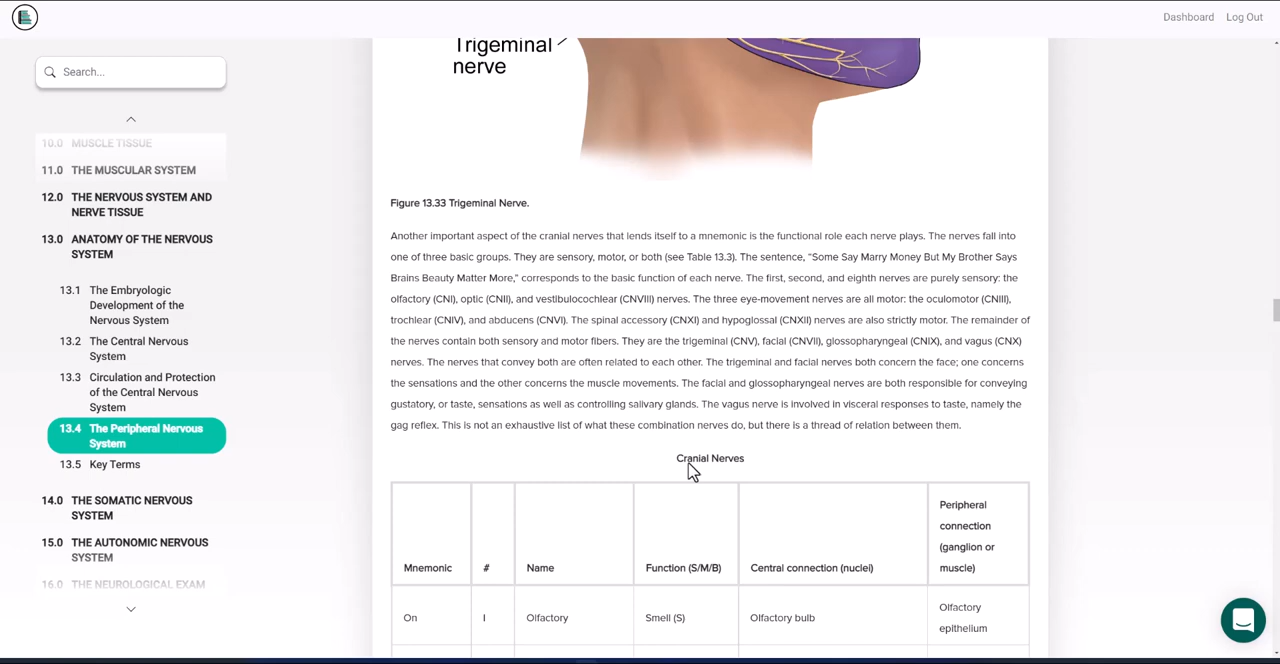 Dashboard Log Out
Search...
10.0 MUSCLE TISSUE
11.0 THE MUSCULAR SYSTEM
12.0 THE NERVOUS SYSTEM AND
NERVE TISSUE
13.0 ANATOMY OF THE NERVOUS
SYSTEM
13.1 The Embryologic
Development of the
Nervous System
13.2 The Central Nervous
System
13.3 Circulation and Protection
of the Central Nervous
System
13.4 The Peripheral Nervous
System
13.5 Key Terms
14.0 THE SOMATIC NERVOUS
SYSTEM
15.0 THE AUTONOMIC NERVOUS
SYSTEM
16.0 THE NEUROLOGICAL EXAM
Trigeminal
nerve
Figure 13.33 Trigeminal Nerve.
Another important aspect of the cranial nerves that lends itself to a mnemonic is the functional role each nerve plays. The nerves fall into
one of three basic groups. They are sensory, motor, or both (see Table 13.3). The sentence, “Some Say Marry Money But My Brother Says
Brains Beauty Matter More,” corresponds to the basic function of each nerve. The first, second, and eighth nerves are purely sensory: the
olfactory (CNI), optic (CNII), and vestibulocochlear (CNVIII) nerves. The three eye-movement nerves are all motor: the oculomotor (CNIII),
trochlear (CNIV), and abducens (CNVI). The spinal accessory (CNXI) and hypoglossal (CNXII) nerves are also strictly motor. The remainder of
the nerves contain both sensory and motor fibers. They are the trigeminal (CNV), facial (CNVII), glossopharyngeal (CNIX), and vagus (CNX)
nerves. The nerves that convey both are often related to each other. The trigeminal and facial nerves both concern the face; one concerns
the sensations and the other concerns the muscle movements. The facial and glossopharyngeal nerves are both responsible for conveying
gustatory, or taste, sensations as well as controlling salivary glands. The vagus nerve is involved in visceral responses to taste, namely the
gag reflex. This is not an exhaustive list of what these combination nerves do, but there is a thread of relation between them.
Cranial Nerves
Mnemonic # Name Function (S/M/B) Central connection (nuclei) Peripheral
connection
(ganglion or
muscle)
On I Olfactory Smell (S) Olfactory bulb Olfactory
epithelium